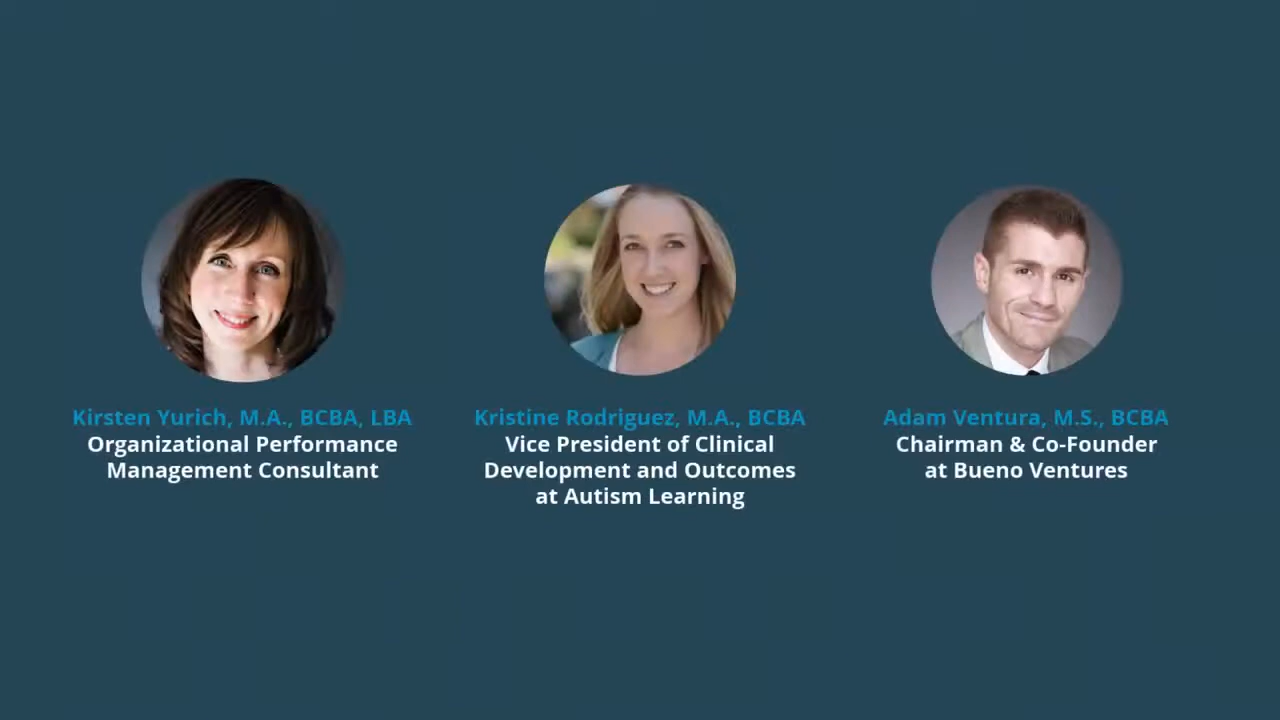 Kirsten Yurich, M.A., BCBA, LBA
Organizational Performance
Management Consultant
Kristine Rodriguez, M.A., BCBA
Vice President of Clinical
Development and Outcomes
at Autism Learning
Adam Ventura, M.S., BCBA
Chairman & Co-Founder
at Bueno Ventures